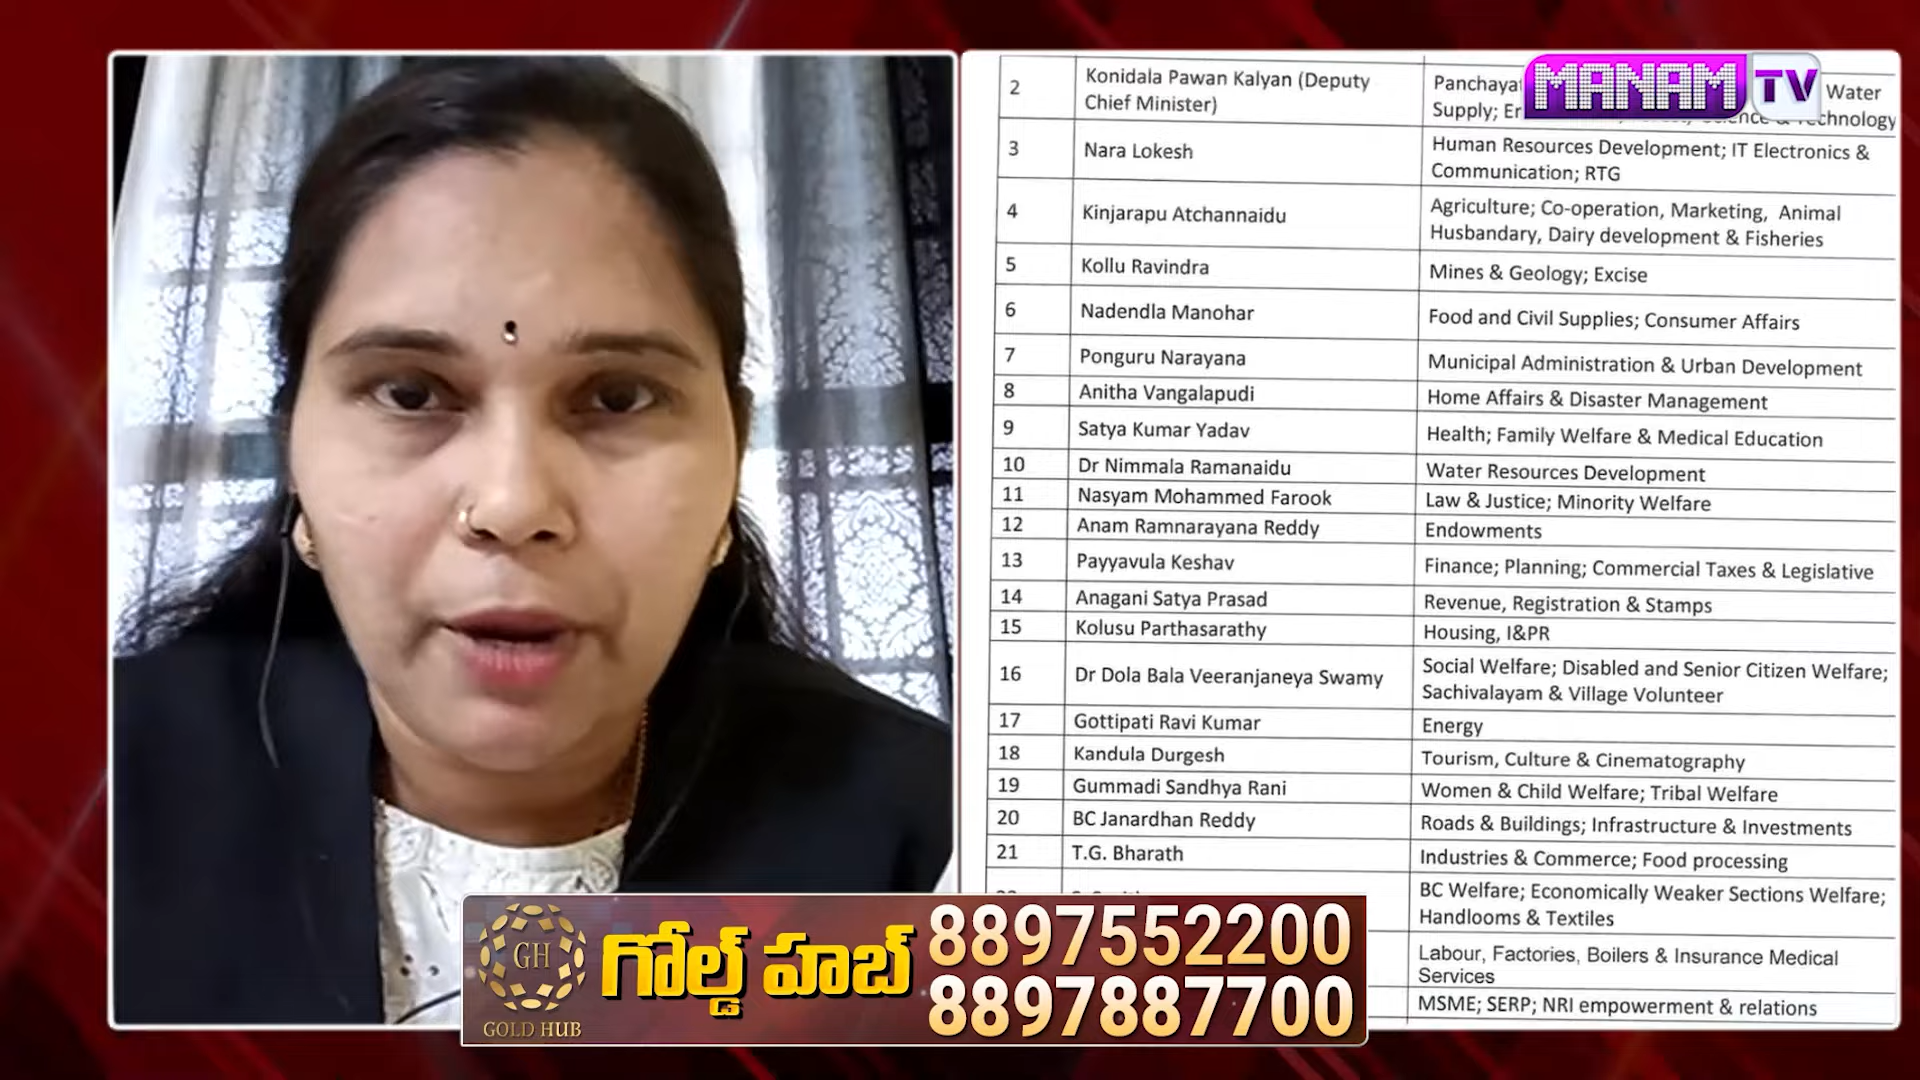 MANAM TV
2 Konidala Pawan Kalyan (Deputy Chief Minister) Water
Supply; Technology
3 Nara Lokesh Human Resources Development; IT Electronics &
Communication; RTG
4 Kinjarapu Atchannaidu Agriculture; Co-operation, Marketing, Animal
Husbandary, Dairy development & Fisheries
5 Kollu Ravindra Mines & Geology; Excise
6 Nadendla Manohar Food and Civil Supplies; Consumer Affairs
7 Ponguru Narayana Municipal Administration & Urban Development
8 Anitha Vangalapudi Home Affairs & Disaster Management
9 Satya Kumar Yadav Health; Family Welfare & Medical Education
10 Dr Nimmala Ramanaidu Water Resources Development
11 Nasyam Mohammed Farook Law & Justice; Minority Welfare
12 Anam Ramnarayana Reddy Endowments
13 Payyavula Keshav Finance; Planning; Commercial Taxes & Legislative
14 Anagani Satya Prasad Revenue, Registration & Stamps
15 Kolusu Parthasarathy Housing, I&PR
16 Dr Dola Bala Veeranjaneya Swamy Social Welfare; Disabled and Senior Citizen Welfare;
Sachivalayam & Village Volunteer
17 Gottipati Ravi Kumar Energy
18 Kandula Durgesh Tourism, Culture & Cinematography
19 Gummadi Sandhya Rani Women & Child Welfare; Tribal Welfare
20 BC Janardhan Reddy Roads & Buildings; Infrastructure & Investments
21 T.G. Bharath Industries & Commerce; Food processing
BC Welfare; Economically Weaker Sections Welfare;
Handlooms & Textiles
Labour, Factories, Boilers & Insurance Medical
Services
MSME; SERP; NRI empowerment & relations
GH
GOLD HUB
గోల్డ్ హబ్
8897552200
8897887700